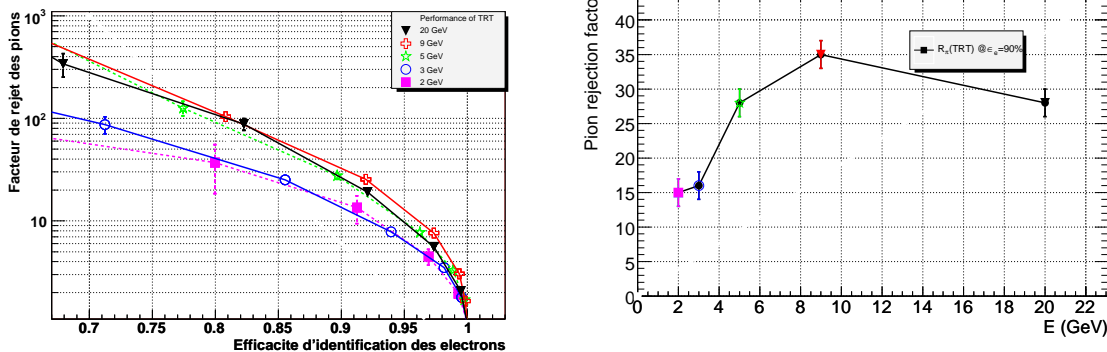 Facteur de rejet des pions
10³
10²
10
0.7 0.75 0.8 0.85 0.9 0.95 1
Efficacite d'identification des electrons
Performance of TRT
20 GeV
9 GeV
5 GeV
3 GeV
2 GeV
Pion rejection facto
40
35
30
25
20
15
10
5
0
0 2 4 6 8 10 12 14 16 18 20 22
E (GeV)
R_π(TRT) @∈_e=90%